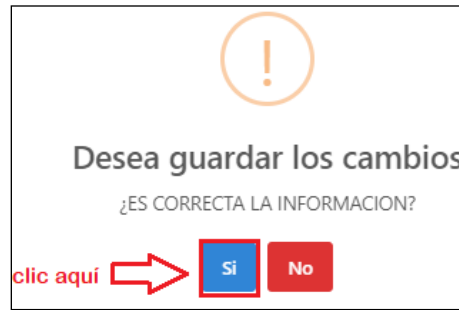 !
Desea guardar los cambios
¿ES CORRECTA LA INFORMACION?
clic aquí Si No